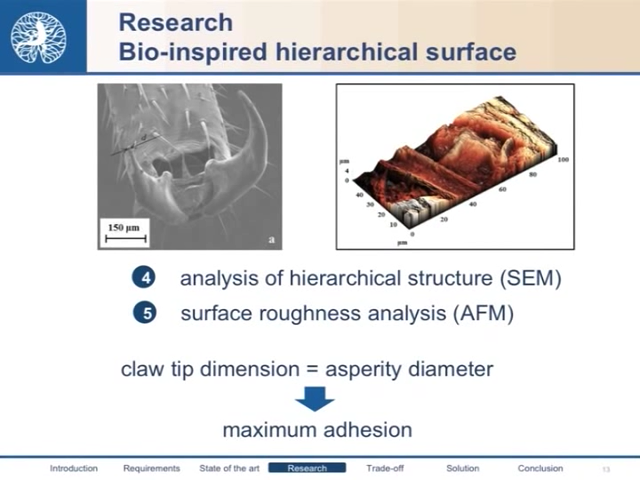 Research
Bio-inspired hierarchical surface
150 µm
a
µm
4
0
40
30
20
10
0
µm
20
40
60
80
100
4 analysis of hierarchical structure (SEM)
5 surface roughness analysis (AFM)
claw tip dimension = asperity diameter
maximum adhesion
Introduction Requirements State of the art Research Trade-off Solution Conclusion 13